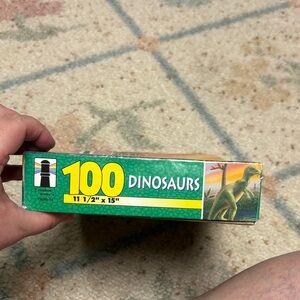 100 DINOSAURS
11 1/2" x 15"